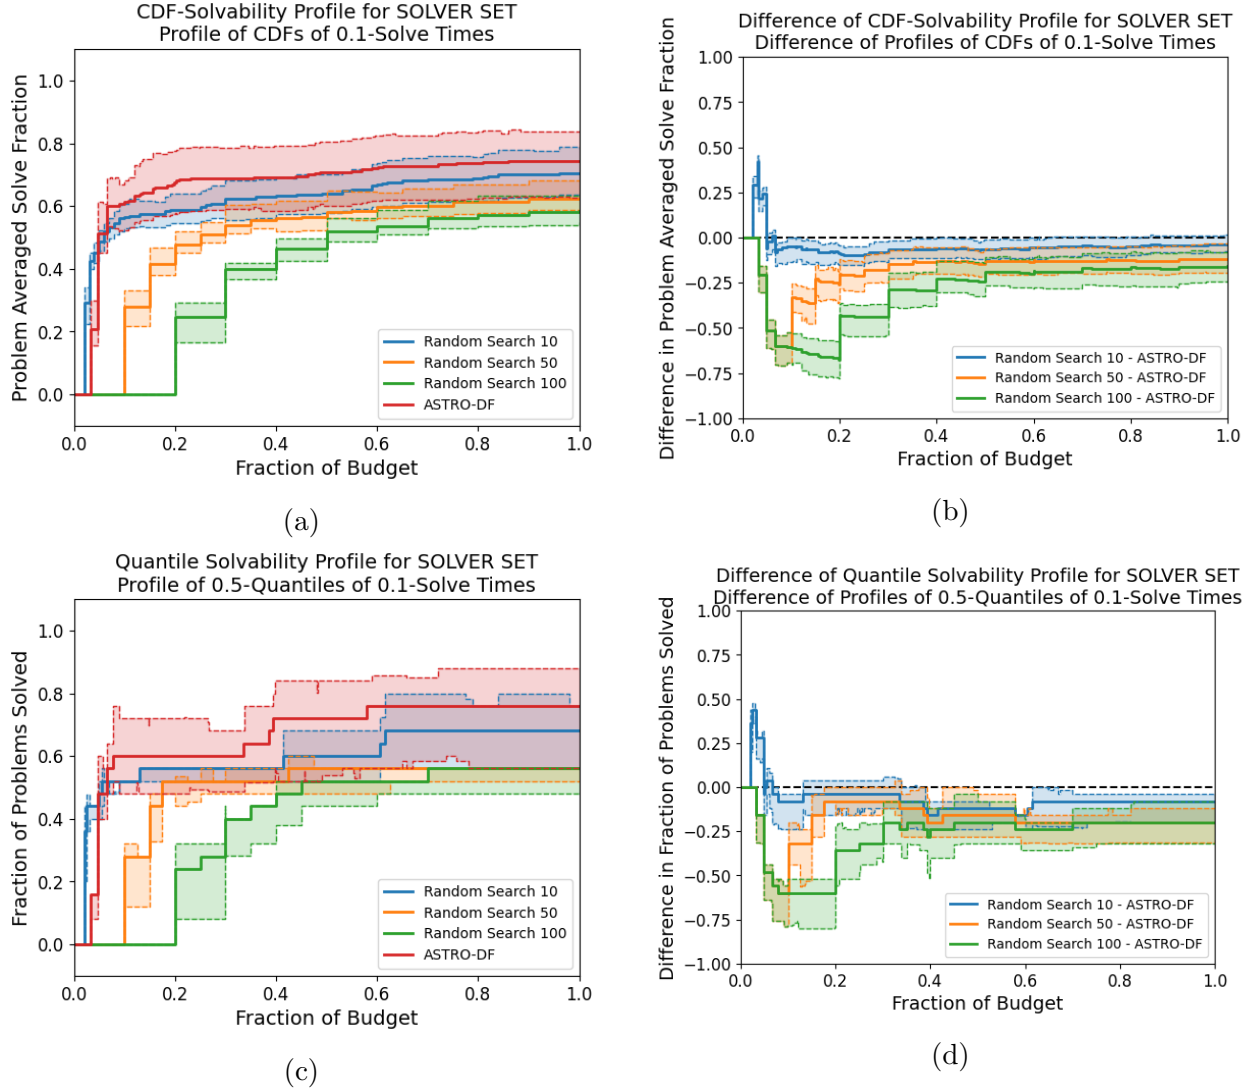 CDF-Solvability Profile for SOLVER SET
Profile of CDFs of 0.1-Solve Times
Problem Averaged Solve Fraction
1.0
0.8
0.6
0.4
0.2
0.0
Random Search 10
Random Search 50
Random Search 100
ASTRO-DF
0.0 0.2 0.4 0.6 0.8 1.0
Fraction of Budget
(a)
Difference of CDF-Solvability Profile for SOLVER SET
Difference of Profiles of CDFs of 0.1-Solve Times
Difference in Problem Averaged Solve Fraction
1.00
0.75
0.50
0.25
0.00
−0.25
−0.50
−0.75
−1.00
Random Search 10 - ASTRO-DF
Random Search 50 - ASTRO-DF
Random Search 100 - ASTRO-DF
0.0 0.2 0.4 0.6 0.8 1.0
Fraction of Budget
(b)
Quantile Solvability Profile for SOLVER SET
Profile of 0.5-Quantiles of 0.1-Solve Times
Fraction of Problems Solved
1.0
0.8
0.6
0.4
0.2
0.0
Random Search 10
Random Search 50
Random Search 100
ASTRO-DF
0.0 0.2 0.4 0.6 0.8 1.0
Fraction of Budget
(c)
Difference of Quantile Solvability Profile for SOLVER SET
Difference of Profiles of 0.5-Quantiles of 0.1-Solve Times
Difference in Fraction of Problems Solved
1.00
0.75
0.50
0.25
0.00
−0.25
−0.50
−0.75
−1.00
Random Search 10 - ASTRO-DF
Random Search 50 - ASTRO-DF
Random Search 100 - ASTRO-DF
0.0 0.2 0.4 0.6 0.8 1.0
Fraction of Budget
(d)